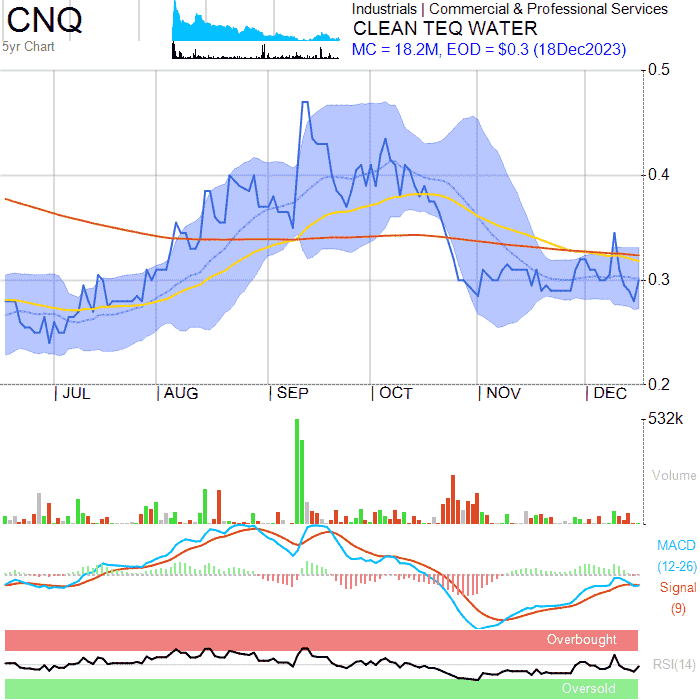 CNQ
5yr Chart
Industrials | Commercial & Professional Services
CLEAN TEQ WATER
MC = 18.2M, EOD = $0.3 (18Dec2023)
0.5
0.4
0.3
0.2
| JUL | AUG | SEP | OCT | NOV | DEC
532k
Volume
MACD
(12-26)
Signal
(9)
Overbought
RSI(14)
Oversold